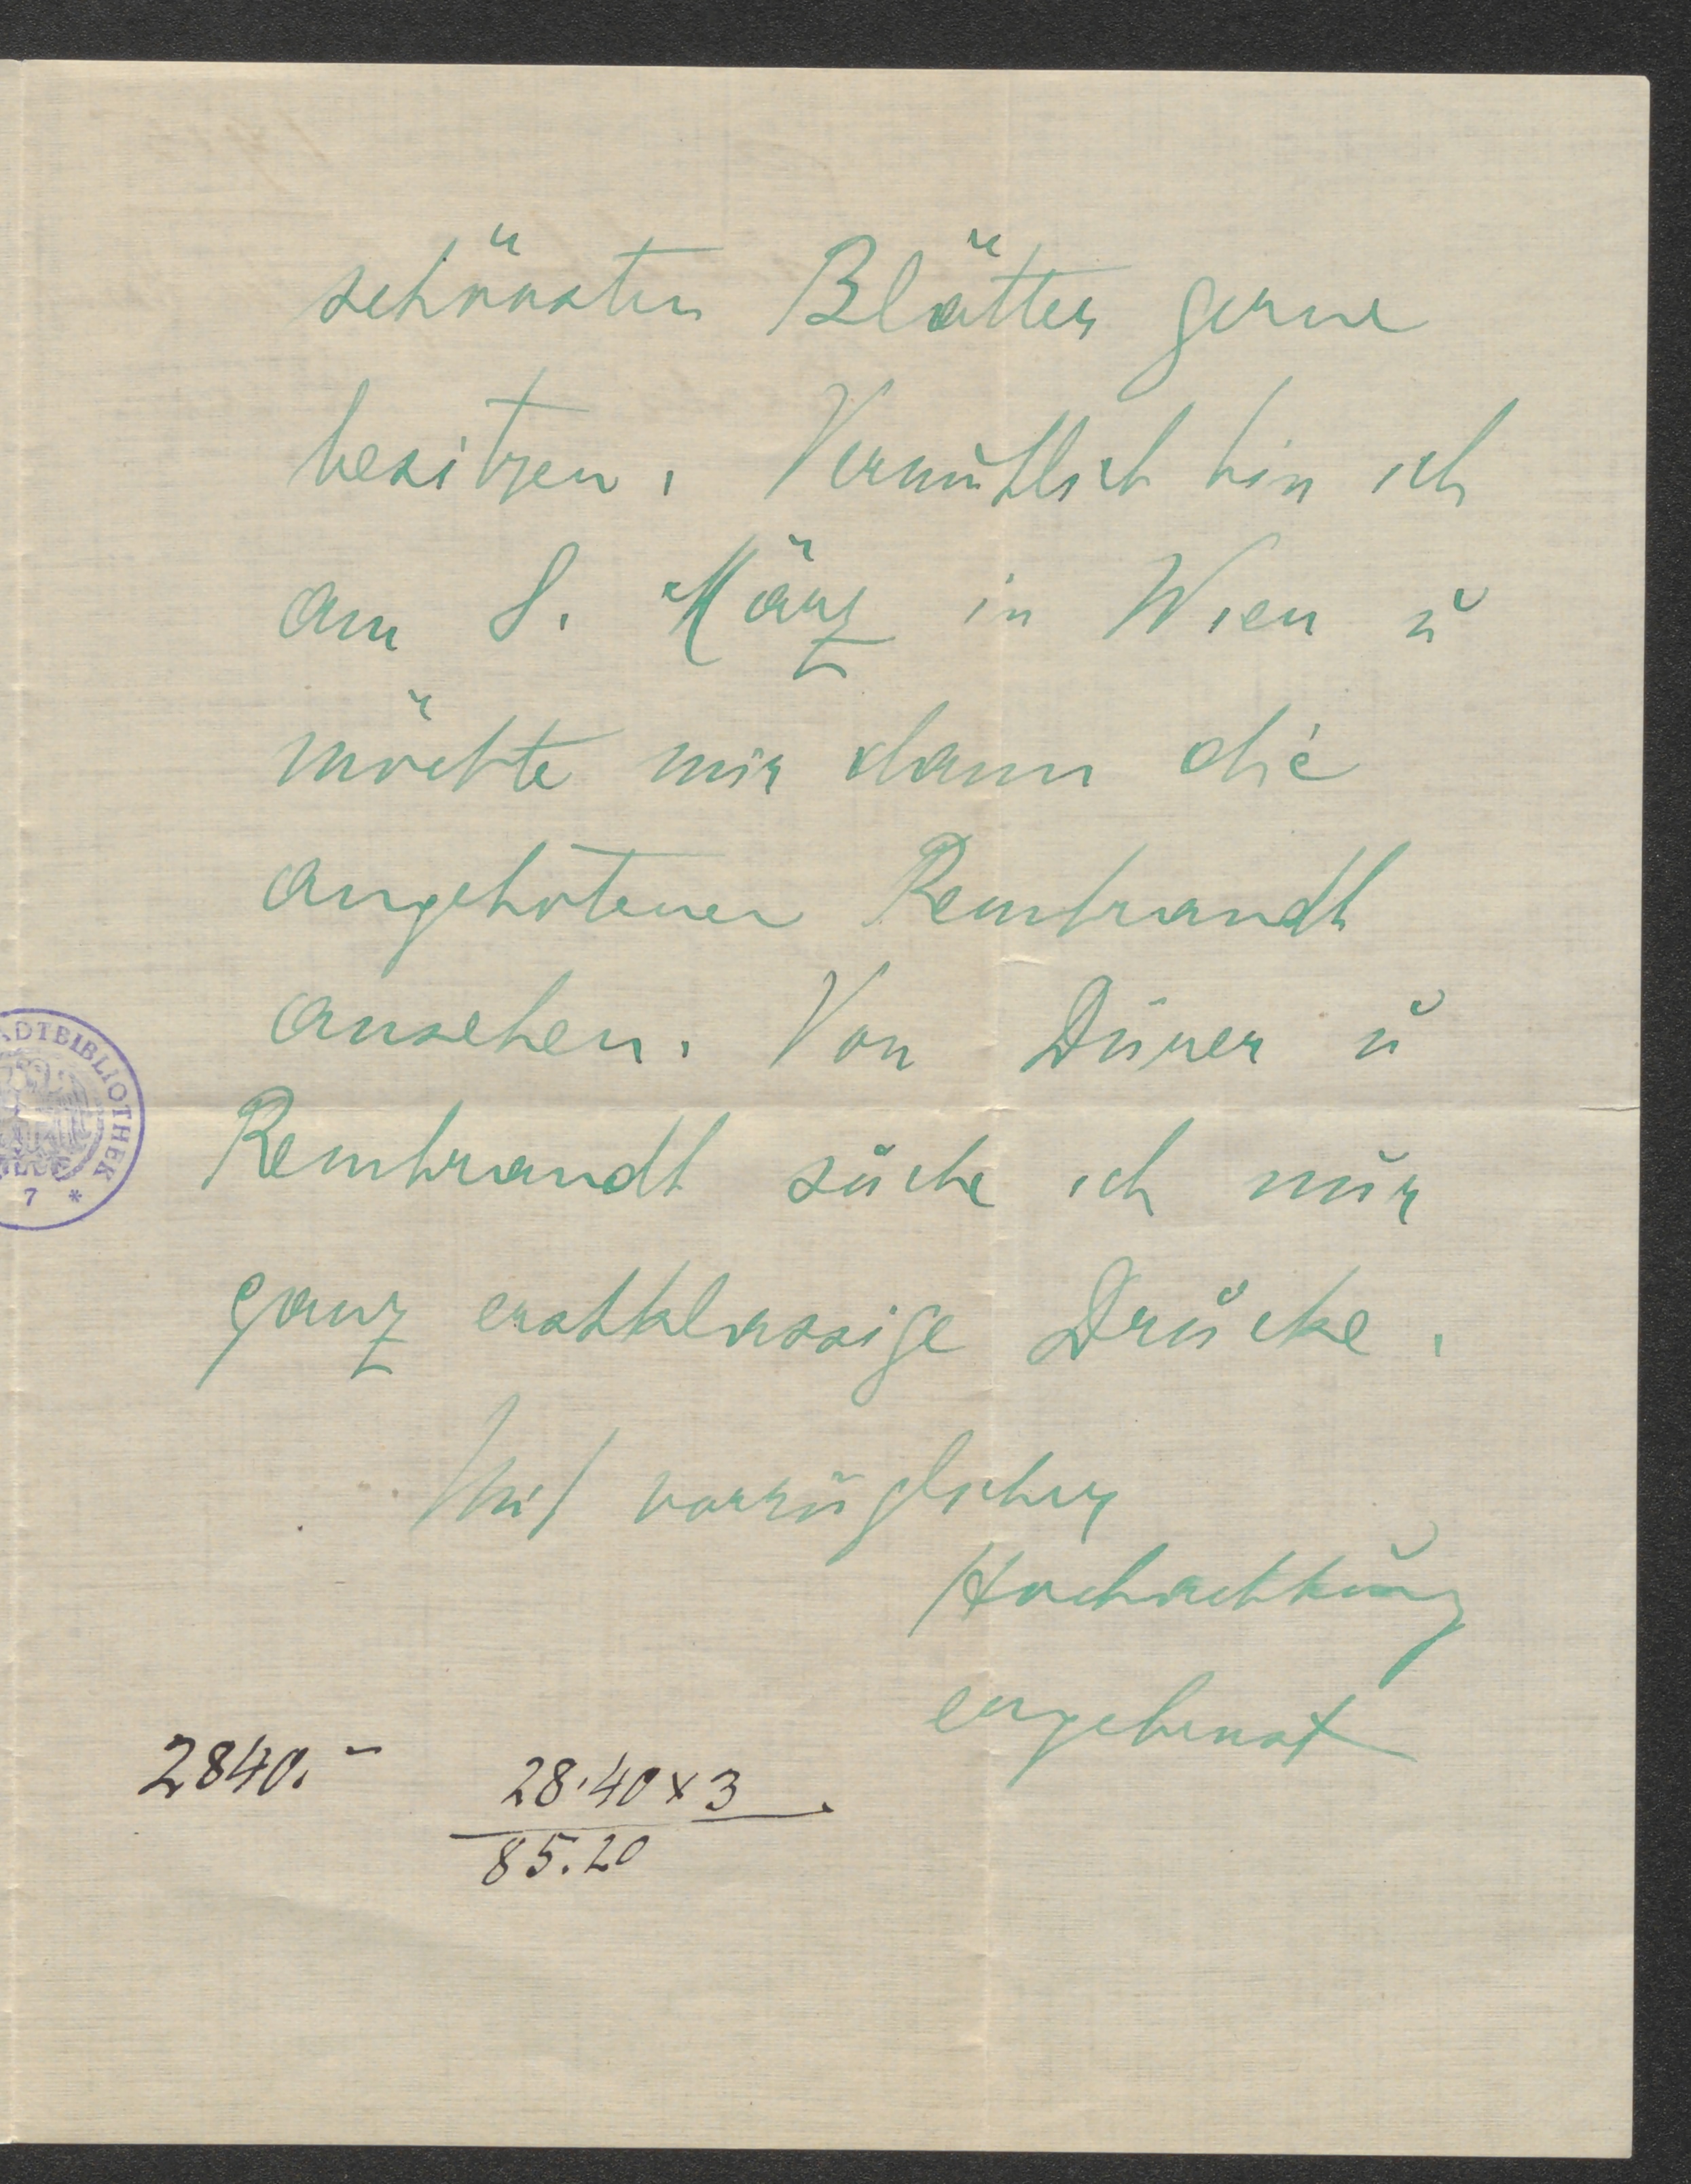 schönsten Blätter gerne
besitzen. Vermutlich bin ich
am 8. März in Wien u
möchte mir dann die
angebotenen Rembrandt
ansehen. Von Dürer u
Rembrandt suche ich nur
ganz erstklassige Drucke.
Mit vorzüglicher
Hochachtung
ergebenst
2840.-
28.40 x 3
85.20
ADTBIBLIOTHEK
7 *